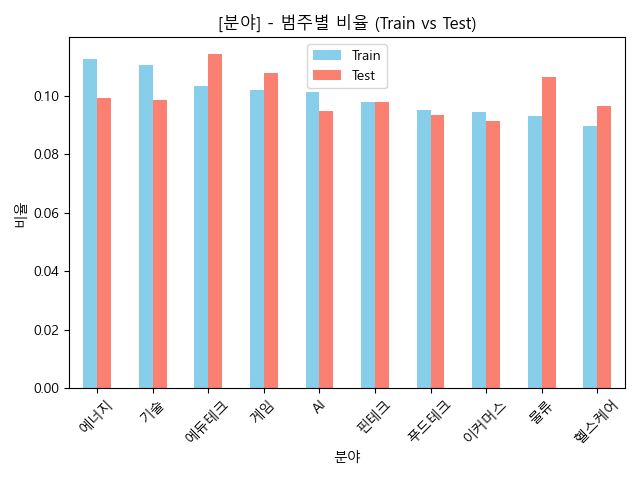 [분야] - 범주별 비율 (Train vs Test)
Train
Test
비율
0.10
0.08
0.06
0.04
0.02
0.00
에너지
기술
에듀테크
게임
AI
핀테크
푸드테크
이커머스
물류
헬스케어
분야